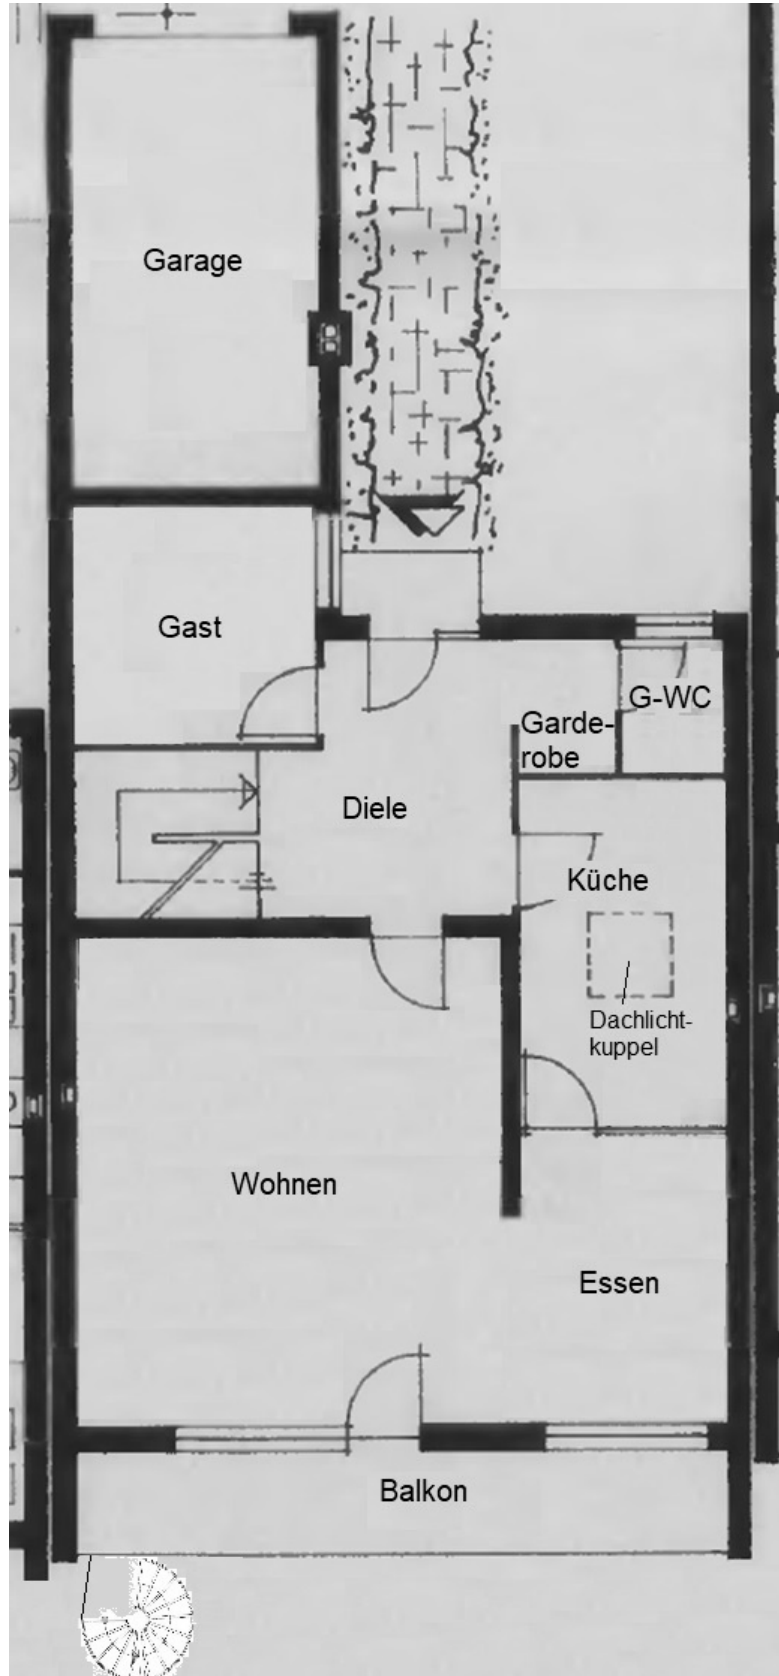 Garage
Gast
G-WC
Garde-
robe
Diele
Küche
Dachlicht-
kuppel
Wohnen
Essen
Balkon